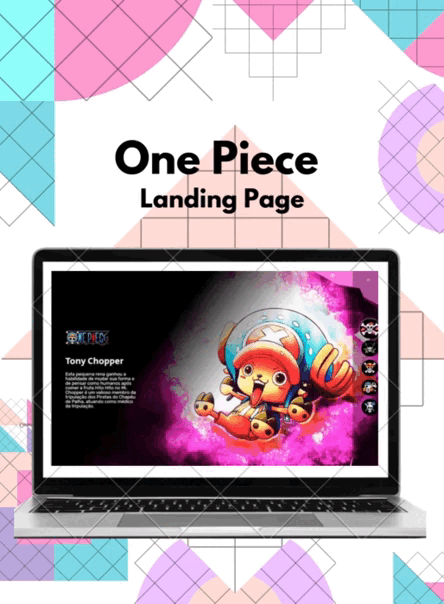 One Piece
Landing Page
ONE PIECE
Tony Chopper
Esta pequena rena ganhou a
habilidade de mudar sua forma e
de pensar como humanos após
comer a fruta Hito Hito no Mi.
Chopper é um valioso membro da
tripulação dos Piratas do Chapéu
de Palha, atuando como médico
da tripulação.